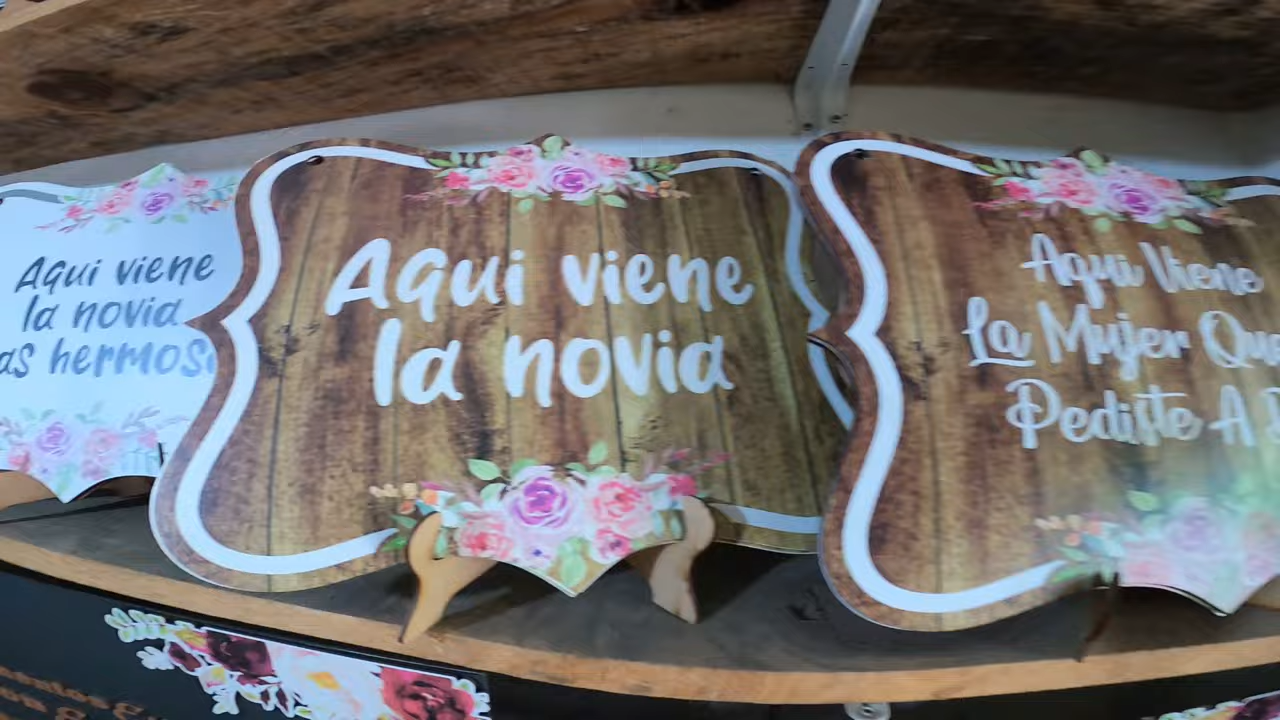 Aqui viene
la novia
as hermosa
Aqui viene
la novia
Aqui Viene
La Mujer Que
Pediste A